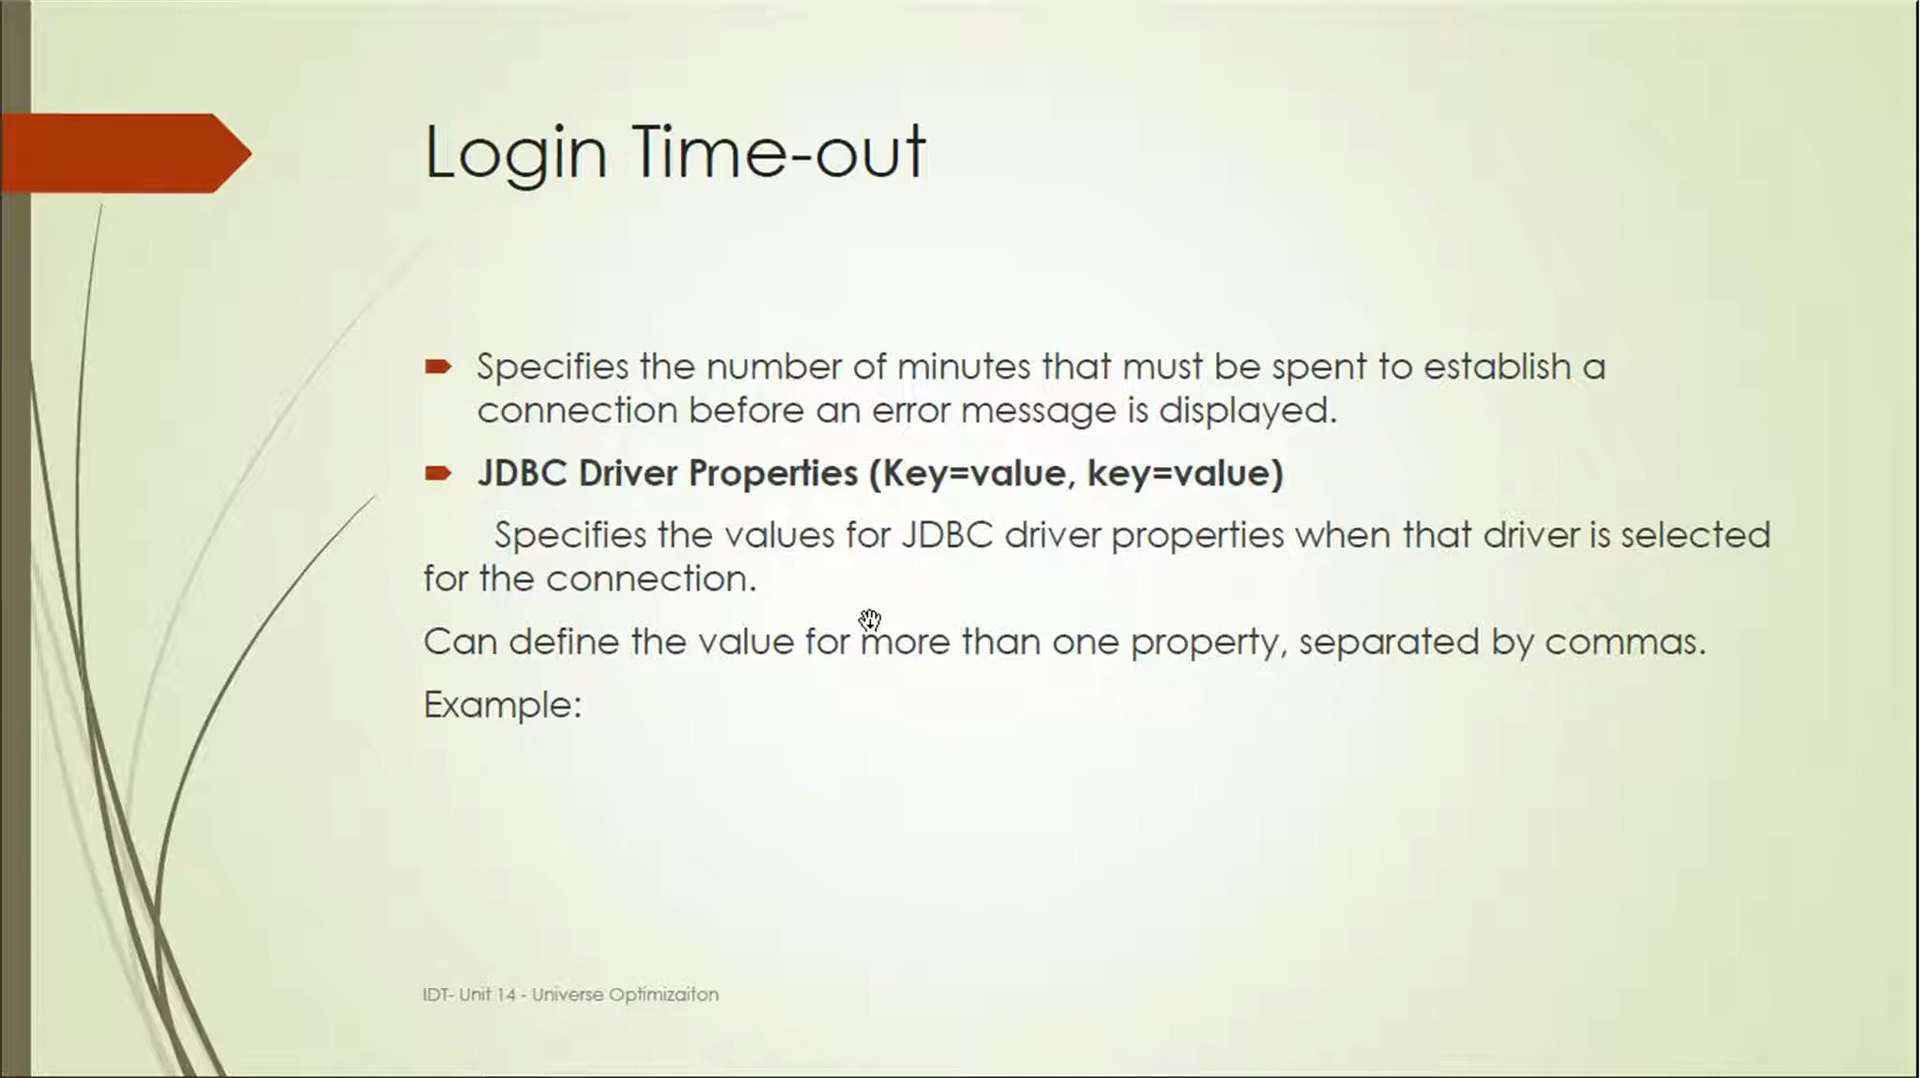 Login Time-out
Specifies the number of minutes that must be spent to establish a
connection before an error message is displayed.
JDBC Driver Properties (Key=value, key=value)
Specifies the values for JDBC driver properties when that driver is selected
for the connection.
Can define the value for more than one property, separated by commas.
Example:
IDT- Unit 14 - Universe Optimizaiton